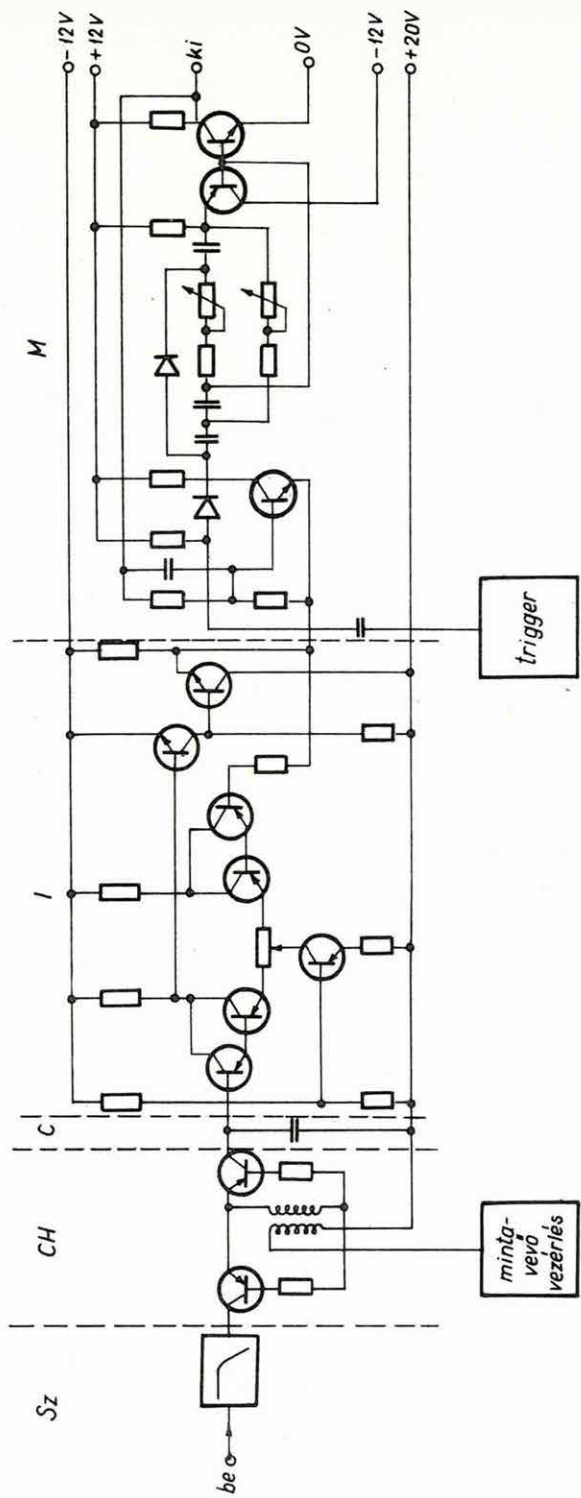 Sz
CH
C
I
M
be
minta-
vevő
vezérlés
trigger
-12V
+12V
ki
0V
-12V
+20V